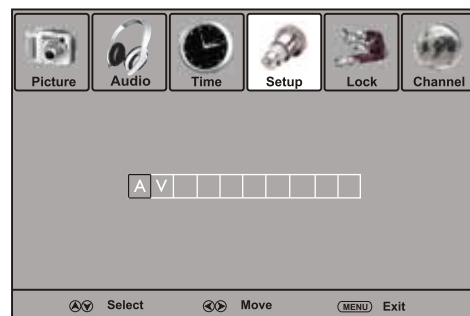 Picture Audio Time Setup Lock Channel
A V
Select Move MENU Exit